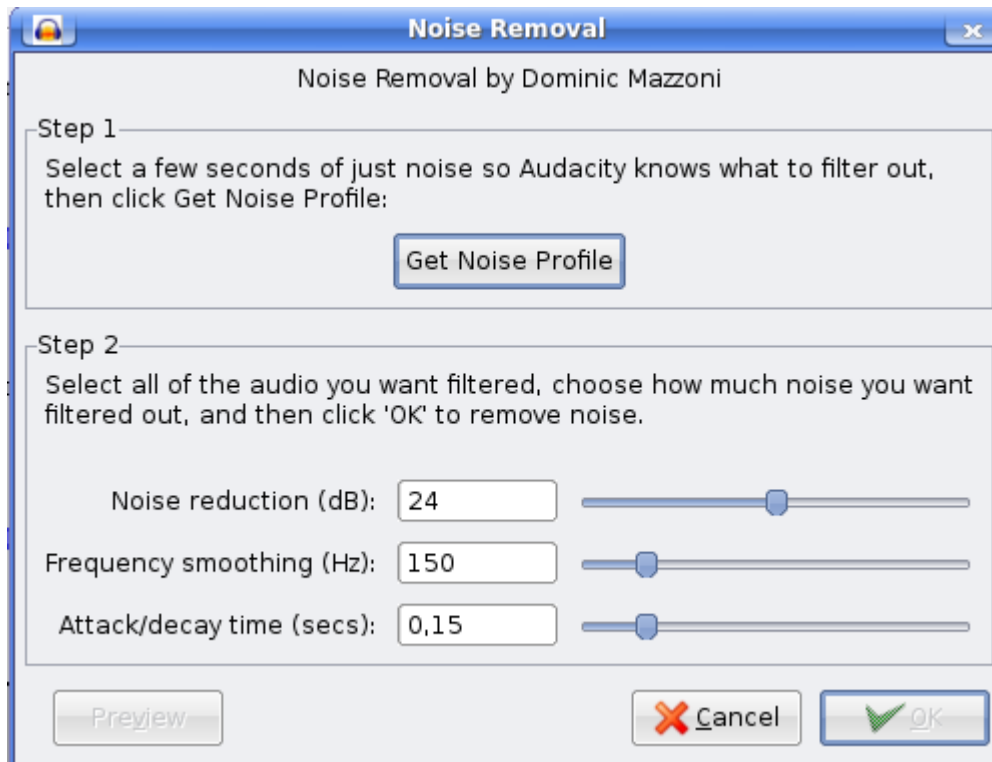 Noise Removal
Noise Removal by Dominic Mazzoni
Step 1
Select a few seconds of just noise so Audacity knows what to filter out,
then click Get Noise Profile:
Get Noise Profile
Step 2
Select all of the audio you want filtered, choose how much noise you want
filtered out, and then click 'OK' to remove noise.
Noise reduction (dB): 24
Frequency smoothing (Hz): 150
Attack/decay time (secs): 0,15
Preview Cancel OK